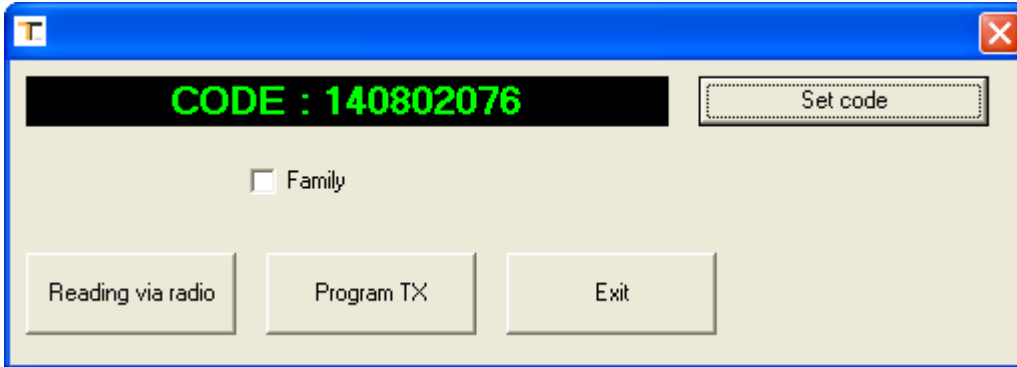 T
CODE : 140802076
Set code
Family
Reading via radio
Program TX
Exit